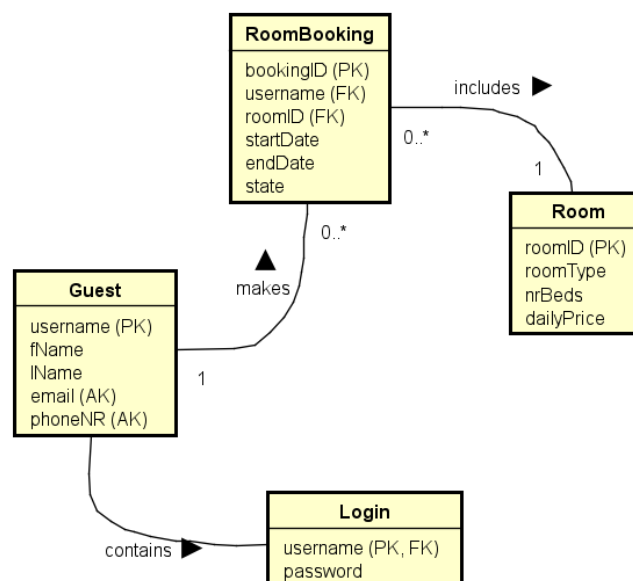 RoomBooking
bookingID (PK)
username (FK)
roomID (FK)
startDate
endDate
state
includes
0..*
1
Room
roomID (PK)
roomType
nrBeds
dailyPrice
0..*
makes
Guest
username (PK)
fName
lName
email (AK)
phoneNR (AK)
1
contains
Login
username (PK, FK)
password